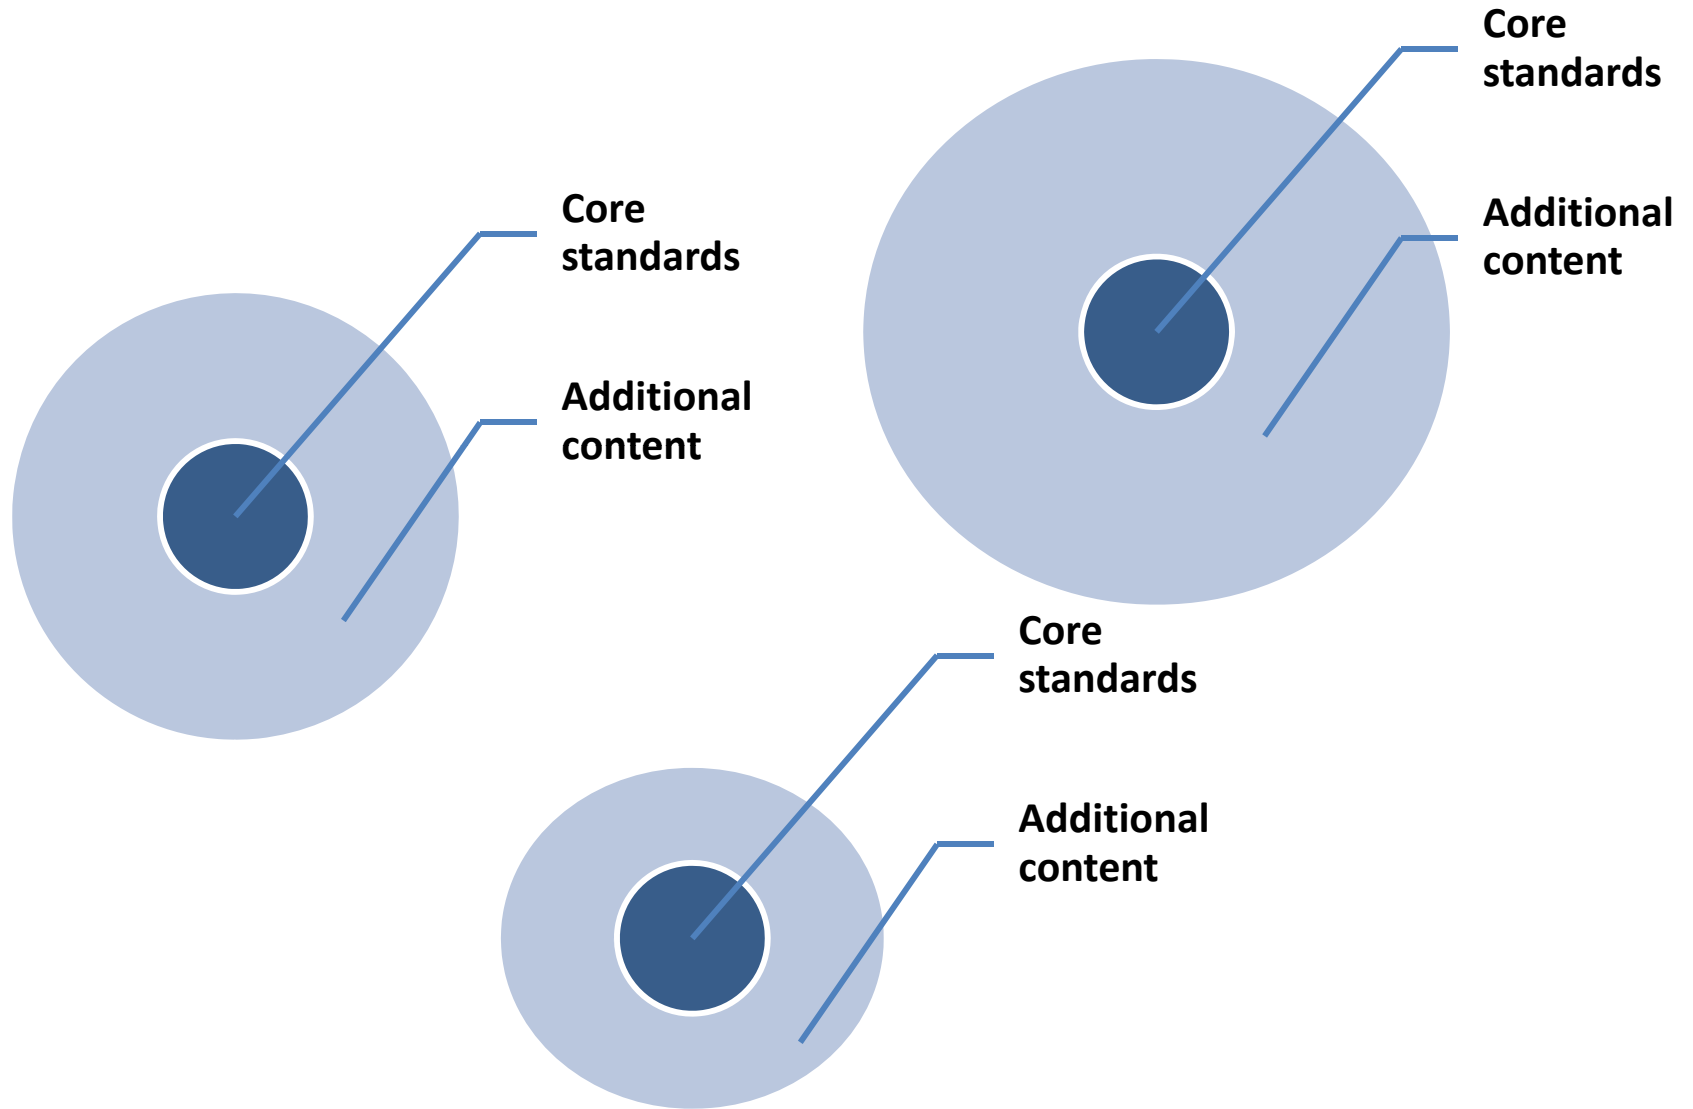 Core
standards
Additional
content
Core
standards
Additional
content
Core
standards
Additional
content